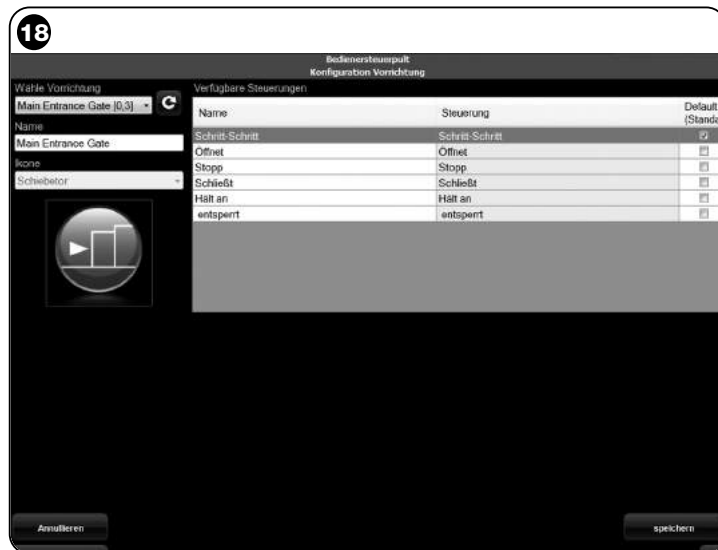 18
Bedienersteuerpult
Konfiguration Vorrichtung
Wähle Vorrichtung
Main Entrance Gate [0,3]
Name
Main Entrance Gate
Ikone
Schiebetor
Verfügbare Steuerungen
Name Steuerung Default
(Standa
Schritt-Schritt Schritt-Schritt
Öffnet Öffnet
Stopp Stopp
Schließt Schließt
Hält an Hält an
entsperrt entsperrt
Annullieren speichern